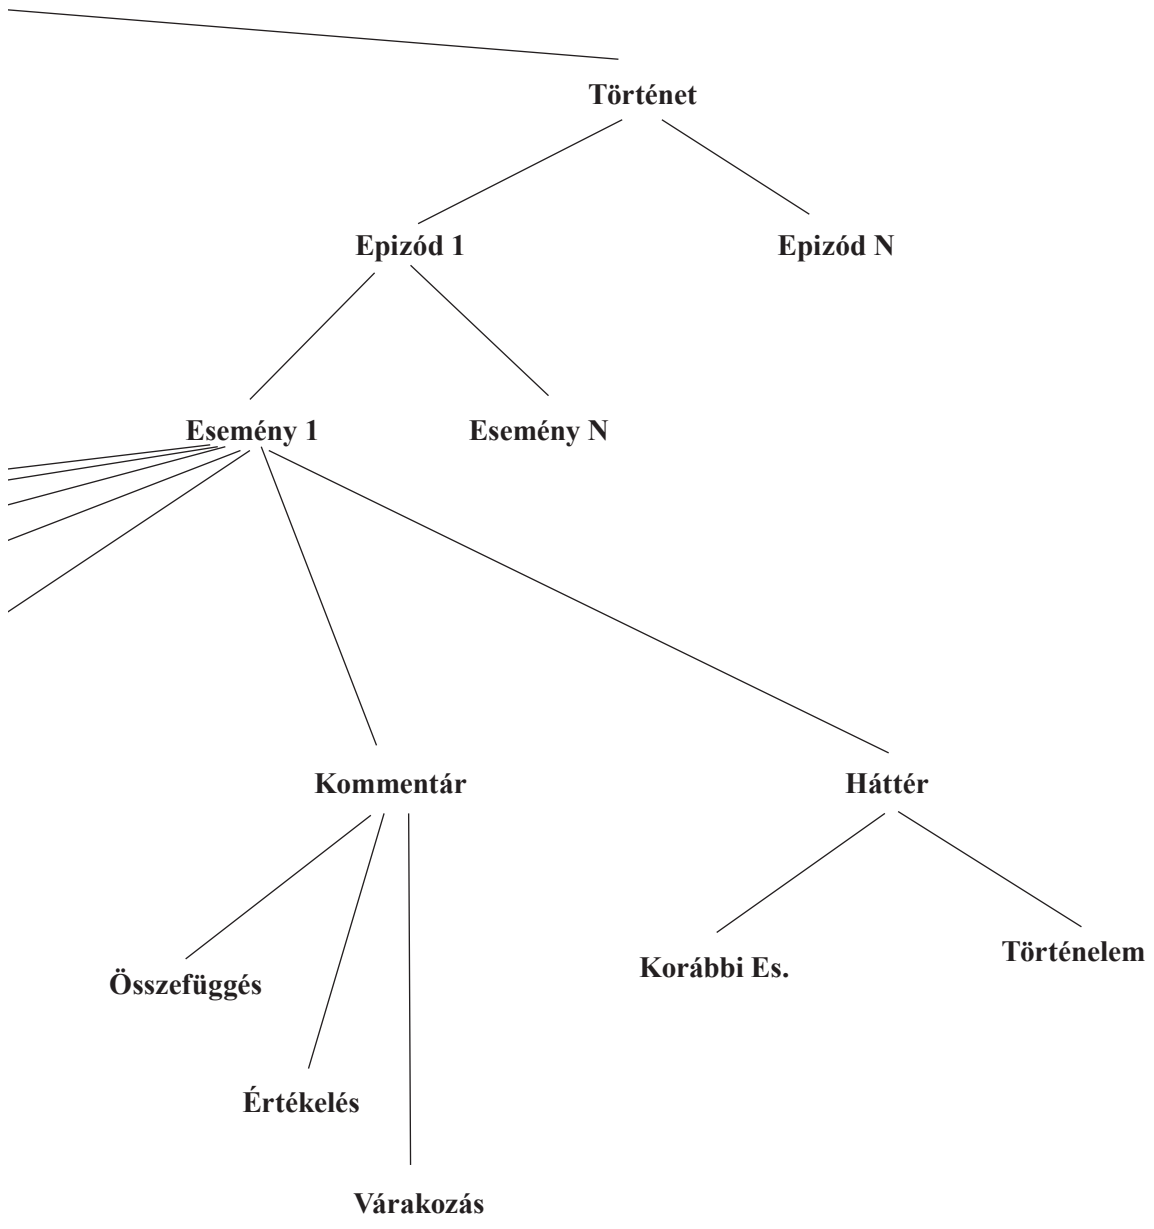 Történet
Epizód 1
Epizód N
Esemény 1
Esemény N
Kommentár
Háttér
Összefüggés
Korábbi Es.
Történelem
Értékelés
Várakozás